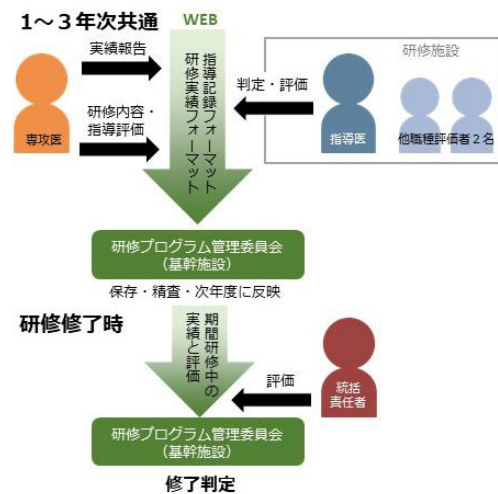 1～3年次共通
WEB
実績報告
研修内容・
指導評価
専攻医
指導記録フォーマット
研修実績フォーマット
判定・評価
研修施設
指導医
他職種評価者２名
研修プログラム管理委員会
（基幹施設）
保存・精査・次年度に反映
研修修了時
期間研修中の
実績と評価
評価
統括
責任者
研修プログラム管理委員会
（基幹施設）
修了判定